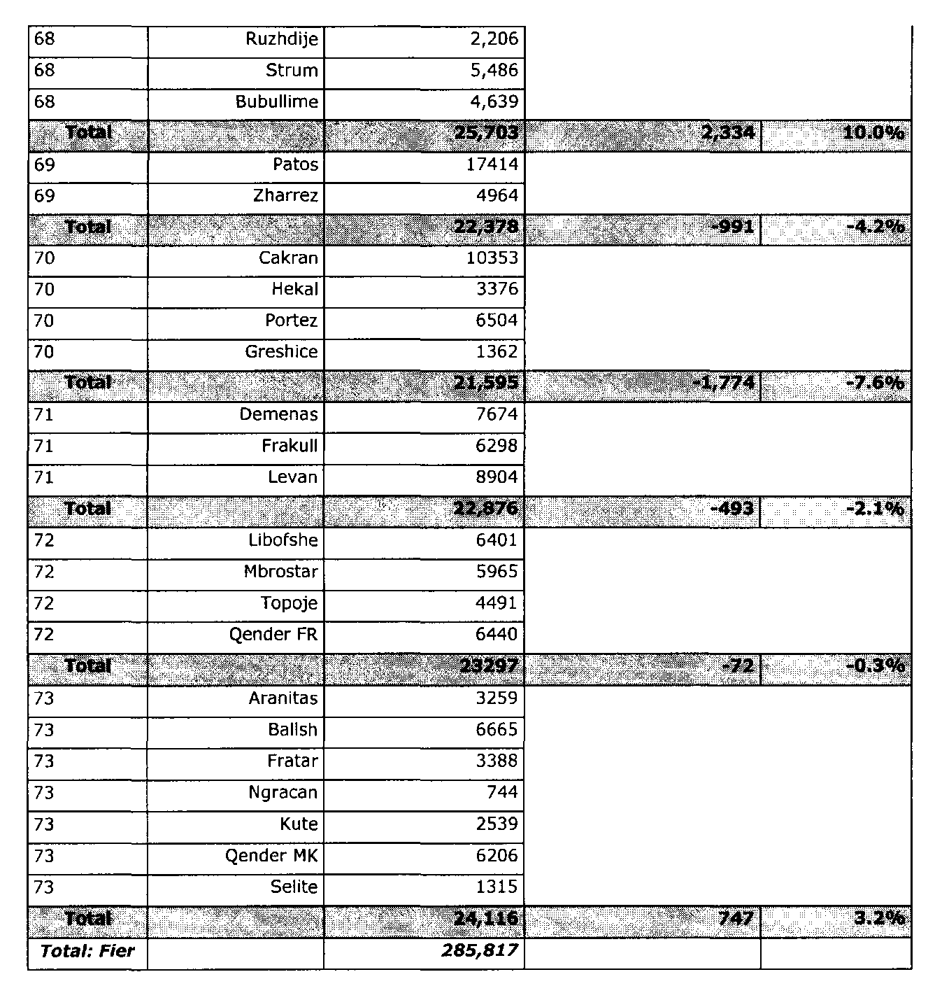 68 Ruzhdije 2,206
68 Strum 5,486
68 Bubullime 4,639
Total 25,703 2,334 10.0%
69 Patos 17414
69 Zharrez 4964
Total 22,378 -991 -4.2%
70 Cakran 10353
70 Hekal 3376
70 Portez 6504
70 Greshice 1362
Total 21,595 -1,774 -7.6%
71 Demenas 7674
71 Frakull 6298
71 Levan 8904
Total 22,876 -493 -2.1%
72 Libofshe 6401
72 Mbrostar 5965
72 Topoje 4491
72 Qender FR 6440
Total 23297 -72 -0.3%
73 Aranitas 3259
73 Ballsh 6665
73 Fratar 3388
73 Ngracan 744
73 Kute 2539
73 Qender MK 6206
73 Selite 1315
Total 24,116 747 3.2%
Total: Fier 285,817